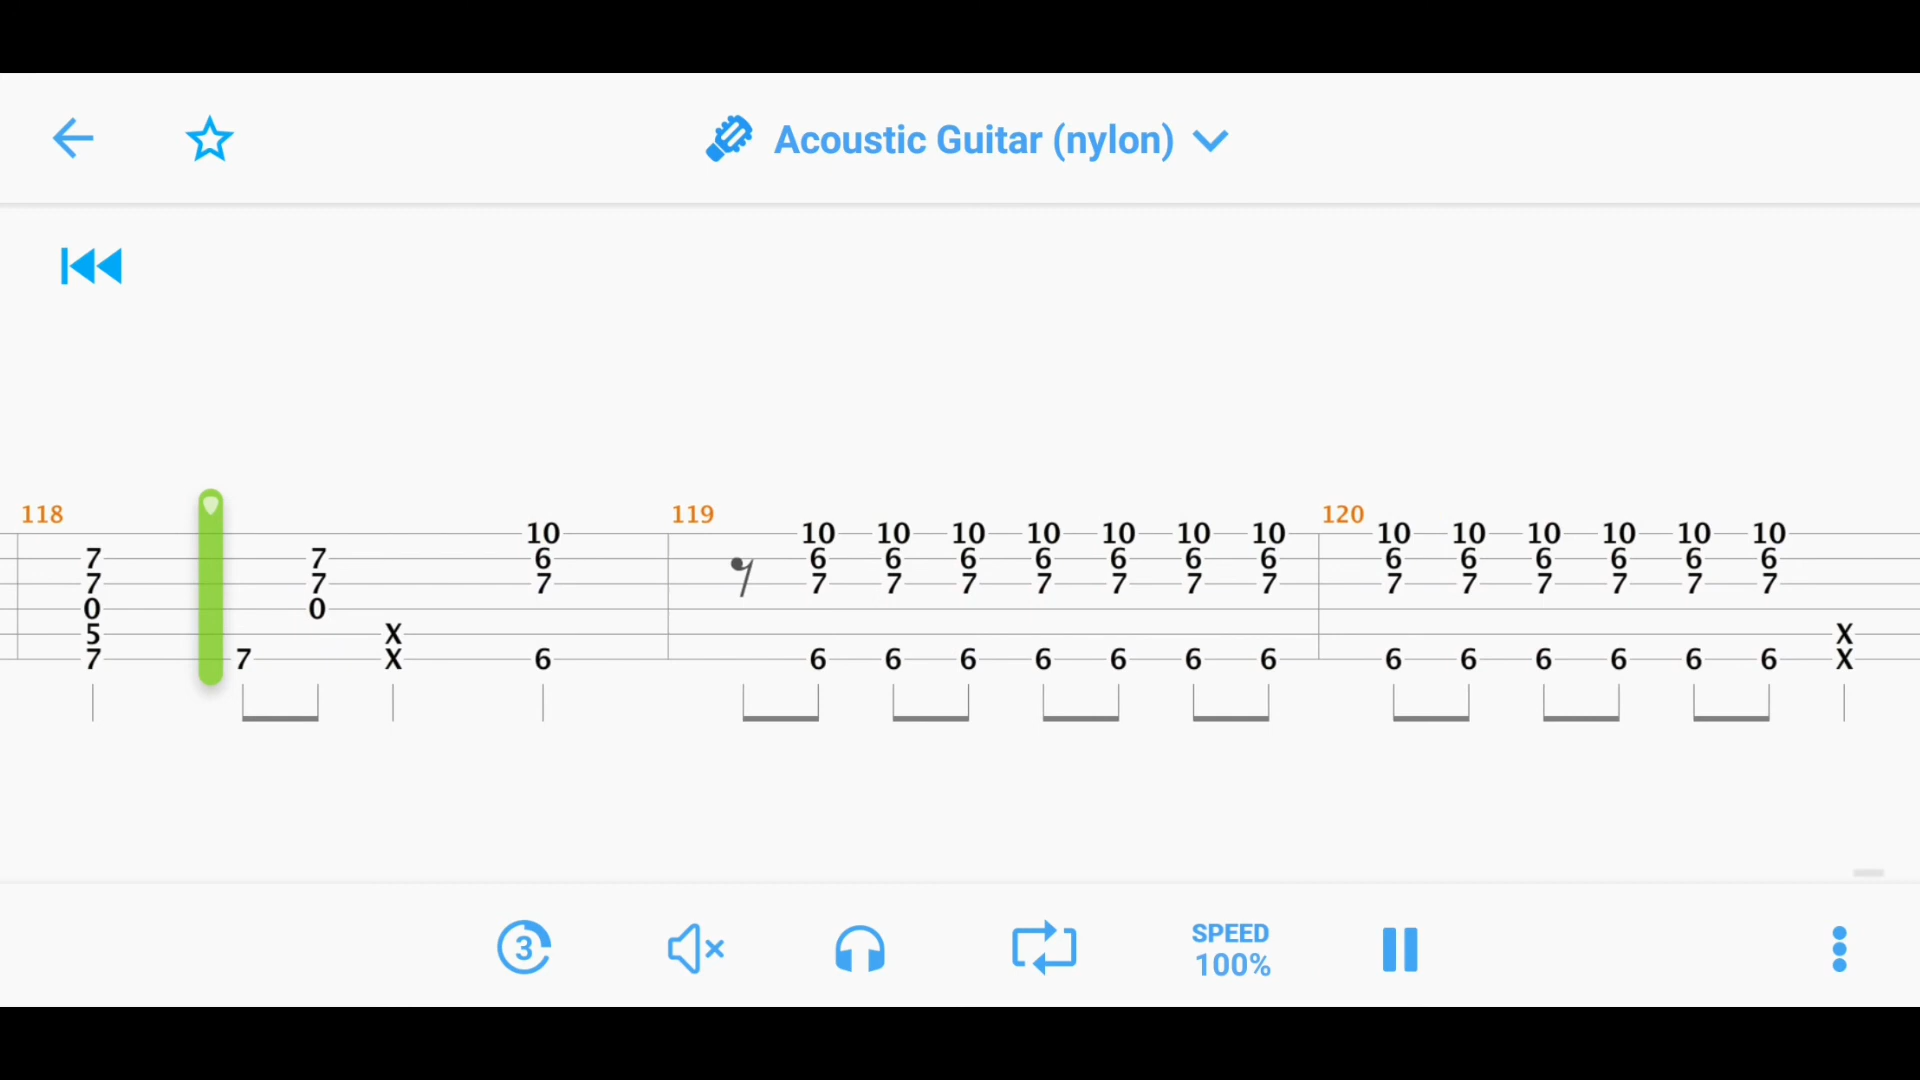 Acoustic Guitar (nylon)
118 119 120
10 10 10 10 10 10 10 10 10 10 10 10 10 10
7 7 6 6 6 6 6 6 6 6 6 6 6 6 6 6
7 7 7 7 7 7 7 7 7 7 7 7 7 7 7 7
0 0
5 X X
7 7 X 6 6 6 6 6 6 6 6 6 6 6 6 6 6 X
3
SPEED
100%